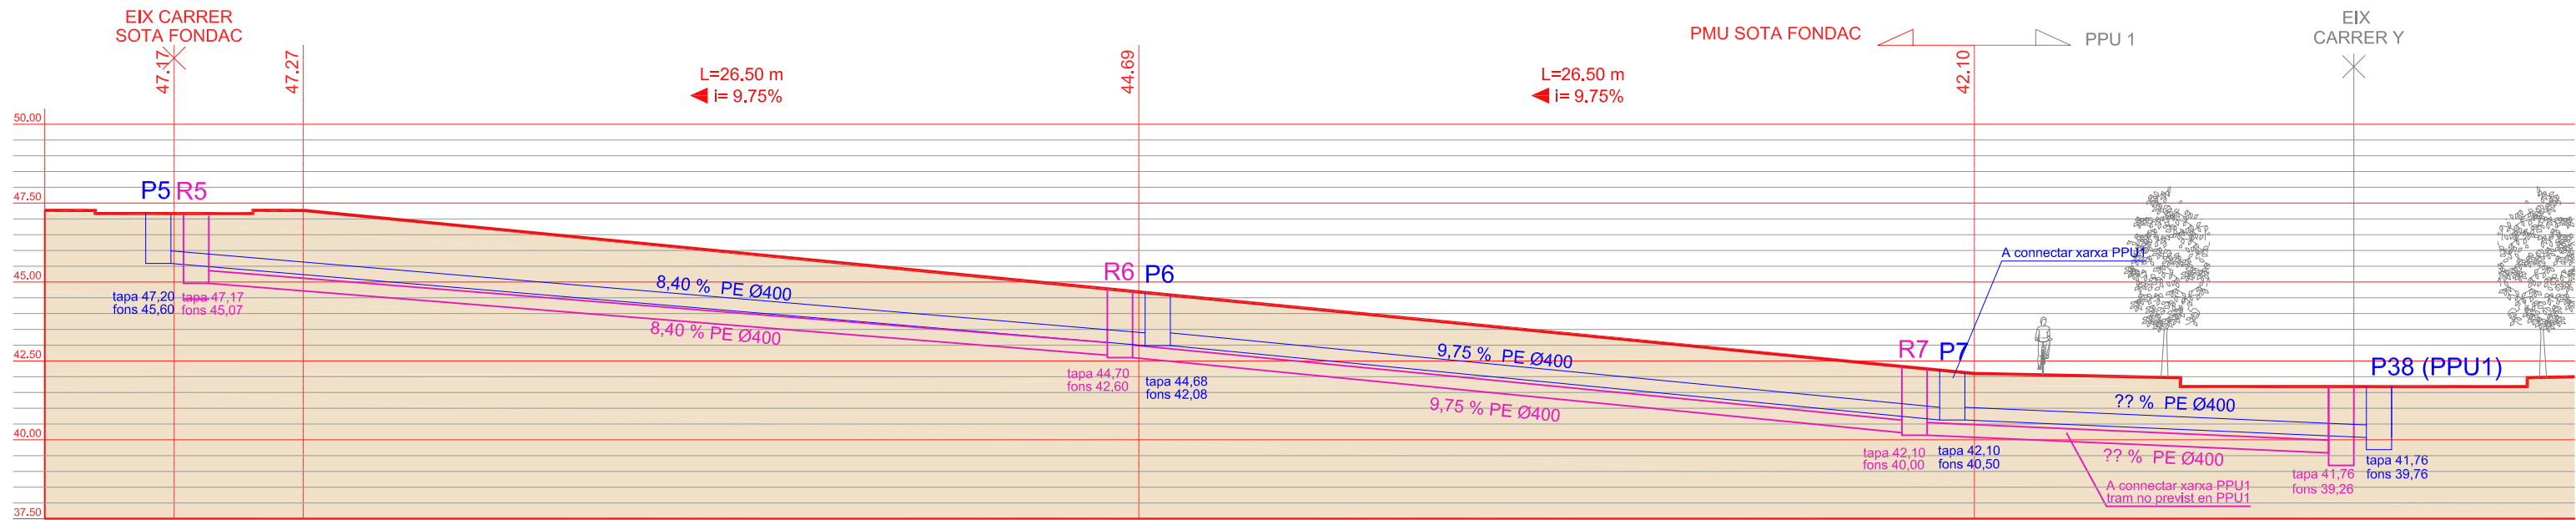 EIX CARRER
SOTA FONDAC
47.17
47.27
L=26.50 m
i= 9.75%
44.69
L=26.50 m
i= 9.75%
PMU SOTA FONDAC
42.10
PPU 1
EIX
CARRER Y
50.00
47.50
45.00
42.50
40.00
37.50
P5
R5
tapa 47,20
fons 45,60
tapa 47,17
fons 45,07
8,40 % PE Ø400
8,40 % PE Ø400
R6
P6
tapa 44,70
fons 42,60
tapa 44,68
fons 42,08
9,75 % PE Ø400
9,75 % PE Ø400
R7
P7
tapa 42,10
fons 40,00
tapa 42,10
fons 40,50
A connectar xarxa PPU1
?? % PE Ø400
?? % PE Ø400
A connectar xarxa PPU1
tram no previst en PPU1
P38 (PPU1)
tapa 41,76
fons 39,26
tapa 41,76
fons 39,76